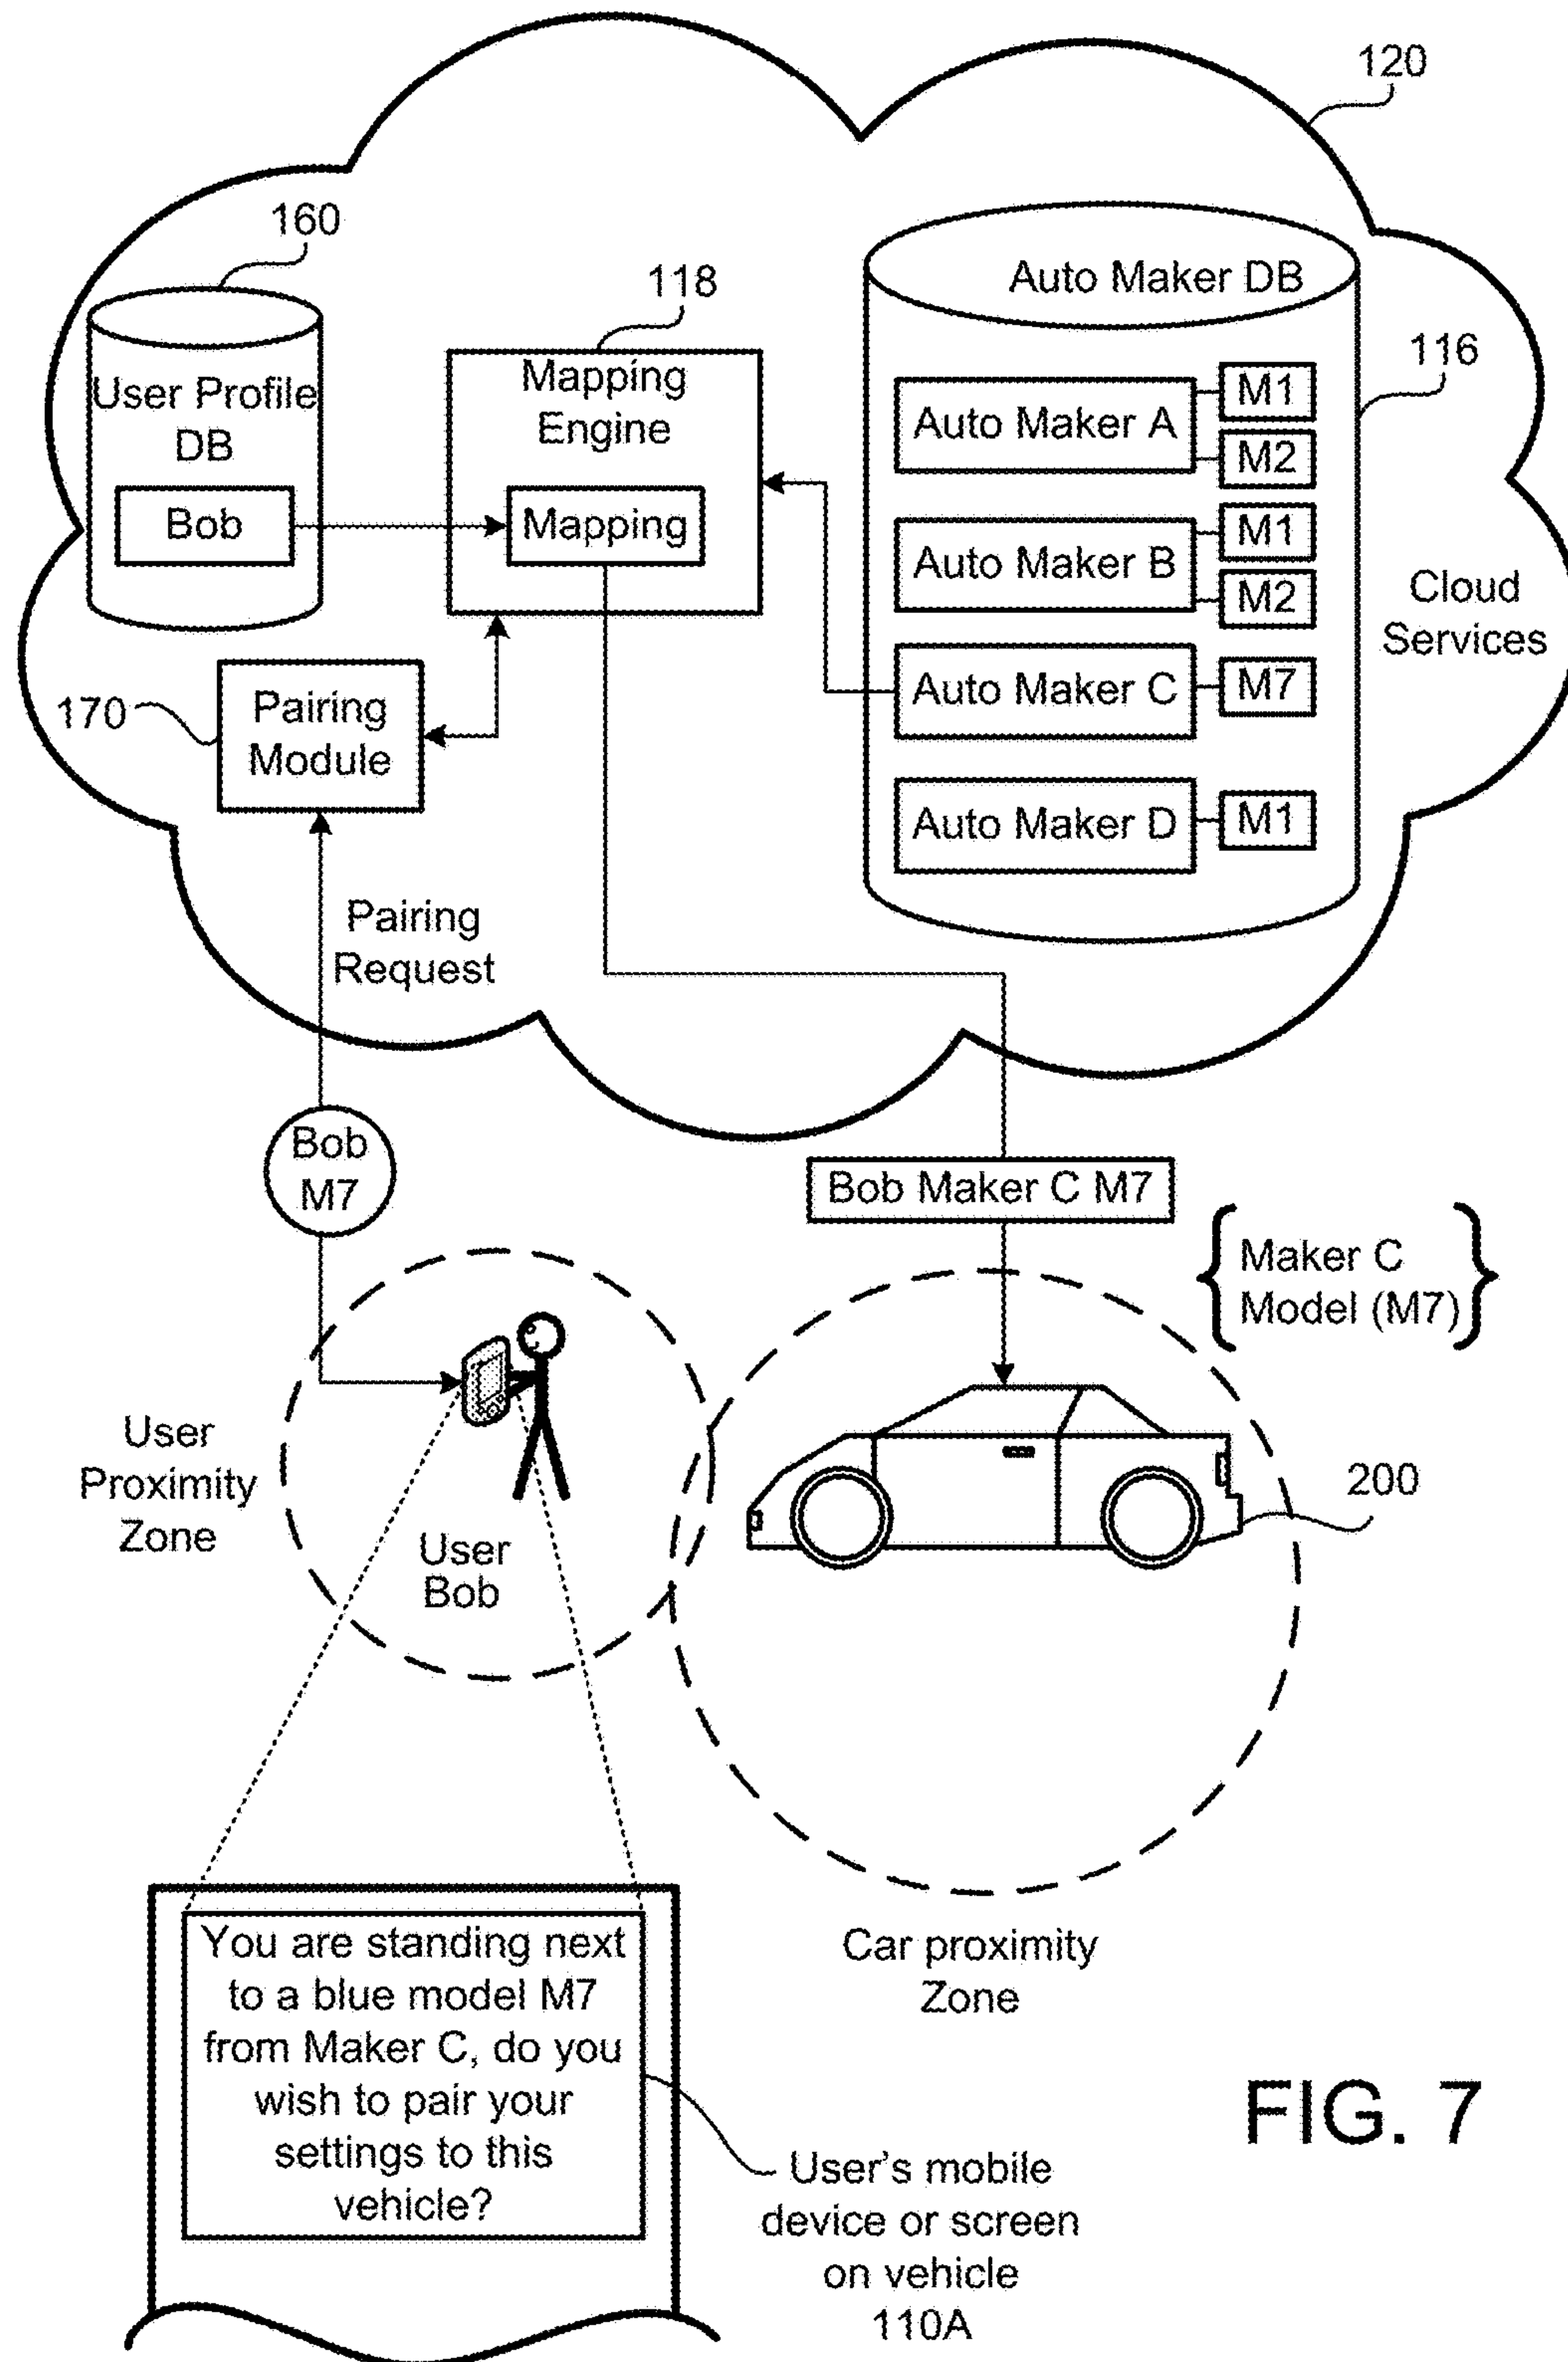 120
160
118
Auto Maker DB
116
User Profile
DB
Bob
Mapping
Engine
Mapping
Auto Maker A
M1
M2
Auto Maker B
M1
M2
Auto Maker C
M7
Auto Maker D
M1
Cloud
Services
170
Pairing
Module
Pairing
Request
Bob
M7
Bob Maker C M7
Maker C
Model (M7)
User
Proximity
Zone
User
Bob
200
Car proximity
Zone
You are standing next
to a blue model M7
from Maker C, do you
wish to pair your
settings to this
vehicle?
User's mobile
device or screen
on vehicle
110A
FIG. 7